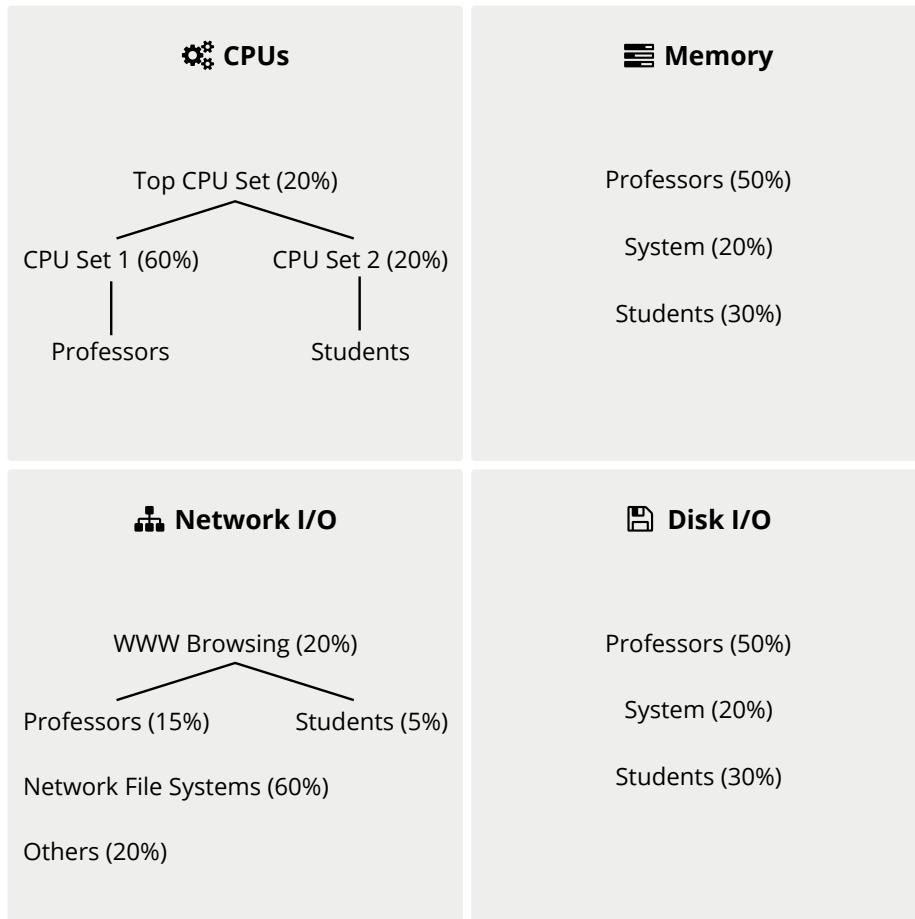 CPUs
Top CPU Set (20%)
CPU Set 1 (60%)
CPU Set 2 (20%)
Professors
Students
Memory
Professors (50%)
System (20%)
Students (30%)
Network I/O
WWW Browsing (20%)
Professors (15%)
Students (5%)
Network File Systems (60%)
Others (20%)
Disk I/O
Professors (50%)
System (20%)
Students (30%)